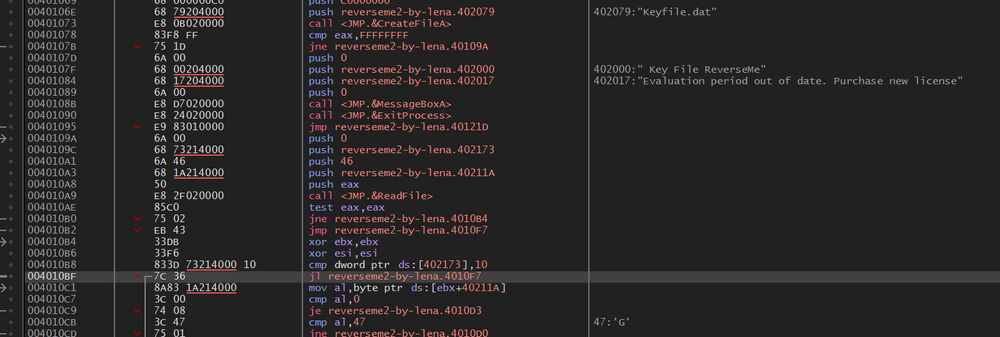 00401069 68 000000C0 push C0000000
0040106E 68 79204000 push reverseme2-by-lena.402079 402079:"Keyfile.dat"
00401073 E8 0B020000 call <JMP.&CreateFileA>
00401078 83F8 FF cmp eax,FFFFFFFF
0040107B 75 1D jne reverseme2-by-lena.40109A
0040107D 6A 00 push 0
0040107F 68 00204000 push reverseme2-by-lena.402000 402000:" Key File ReverseMe"
00401084 68 17204000 push reverseme2-by-lena.402017 402017:"Evaluation period out of date. Purchase new license"
00401089 6A 00 push 0
0040108B E8 D7020000 call <JMP.&MessageBoxA>
00401090 E8 24020000 call <JMP.&ExitProcess>
00401095 E9 83010000 jmp reverseme2-by-lena.40121D
0040109A 6A 00 push 0
0040109C 68 73214000 push reverseme2-by-lena.402173
004010A1 6A 46 push 46
004010A3 68 1A214000 push reverseme2-by-lena.40211A
004010A8 50 push eax
004010A9 E8 2F020000 call <JMP.&ReadFile>
004010AE 85C0 test eax,eax
004010B0 75 02 jne reverseme2-by-lena.4010B4
004010B2 EB 43 jmp reverseme2-by-lena.4010F7
004010B4 33DB xor ebx,ebx
004010B6 33F6 xor esi,esi
004010B8 833D 73214000 10 cmp dword ptr ds:[402173],10
004010BF 7C 36 jl reverseme2-by-lena.4010F7
004010C1 8A83 1A214000 mov al,byte ptr ds:[ebx+40211A]
004010C7 3C 00 cmp al,0
004010C9 74 08 je reverseme2-by-lena.4010D3
004010CB 3C 47 cmp al,47 47:'G'
004010CD 75 01 jne reverseme2-by-lena.4010D0